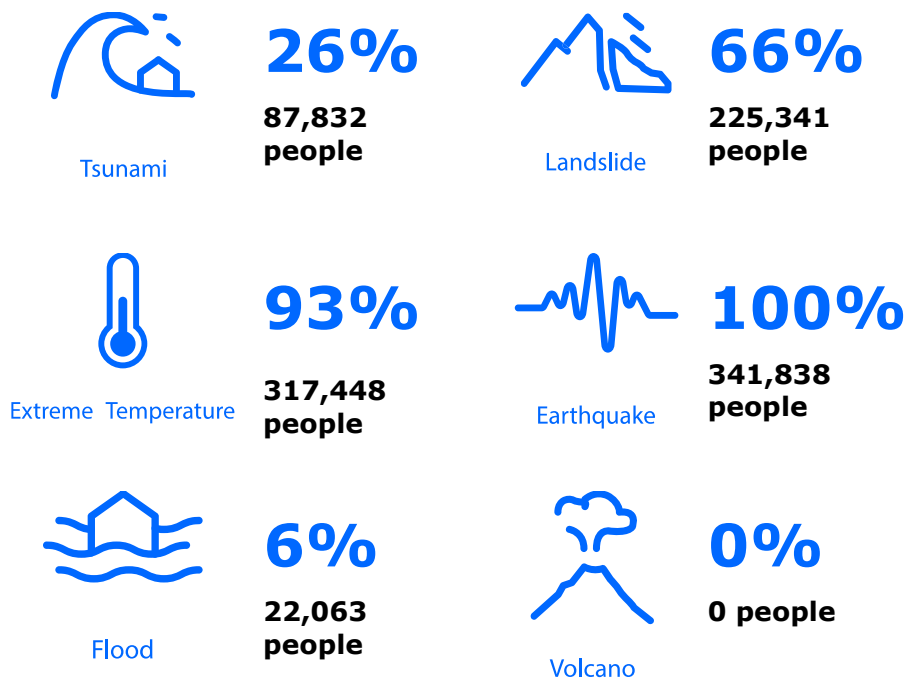 26%
87,832
people
Tsunami
66%
225,341
people
Landslide
93%
317,448
people
Extreme Temperature
100%
341,838
people
Earthquake
6%
22,063
people
Flood
0%
0 people
Volcano